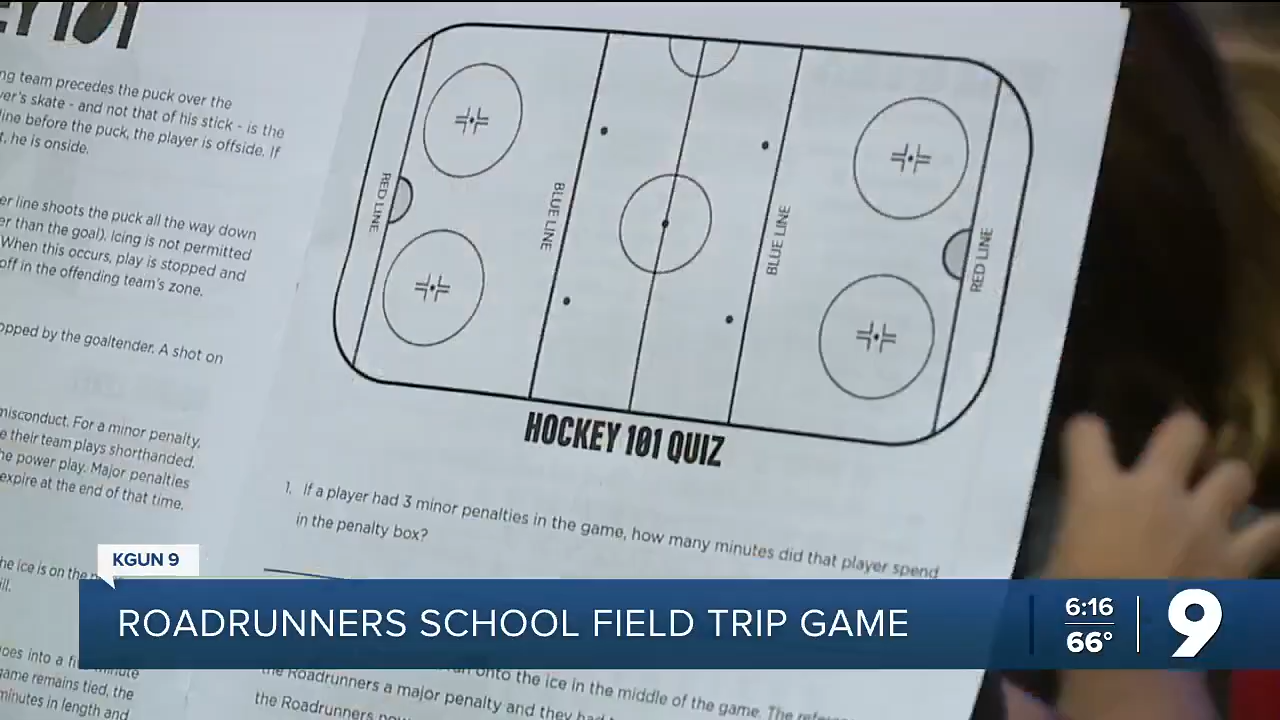 EY 101
ng team precedes the puck over the
er's skate - and not that of his stick - is the
line before the puck, the player is offside. If
t, he is onside.
er line shoots the puck all the way down
er than the goal). Icing is not permitted
When this occurs, play is stopped and
off in the offending team's zone.
opped by the goaltender. A shot on
misconduct. For a minor penalty,
e their team plays shorthanded.
he power play. Major penalties
expire at the end of that time.
he ice is on the
ill.
oes into a
minute
game remains tied, the
minutes in length and
RED LINE
BLUE LINE
BLUE LINE
RED LINE
HOCKEY 101 QUIZ
1. If a player had 3 minor penalties in the game, how many minutes did that player spend
in the penalty box?
onto the ice in the middle of the game. The
the Roadrunners a major penalty and they had
the Roadrunners
KGUN 9
ROADRUNNERS SCHOOL FIELD TRIP GAME
6:16
66°
9